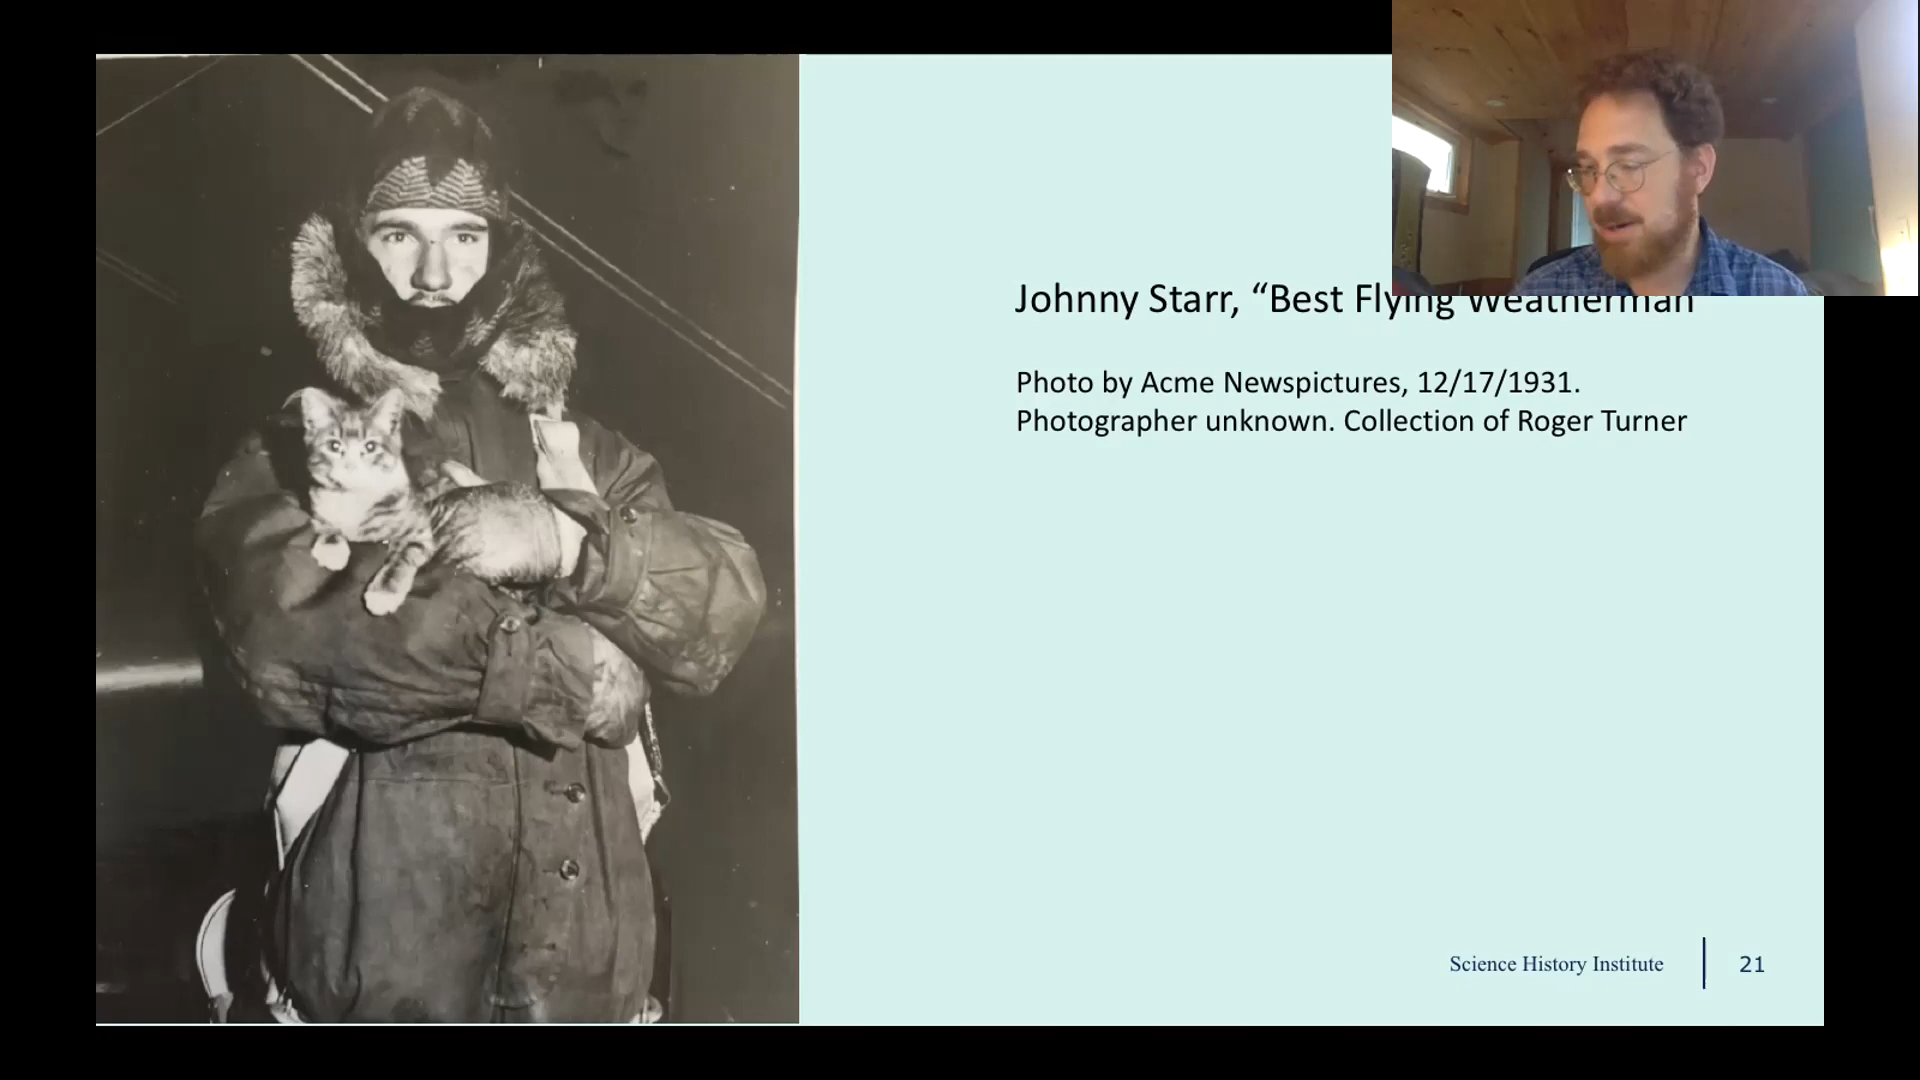 Johnny Starr, “Best Flying Weatherman
Photo by Acme Newspictures, 12/17/1931.
Photographer unknown. Collection of Roger Turner
Science History Institute
21